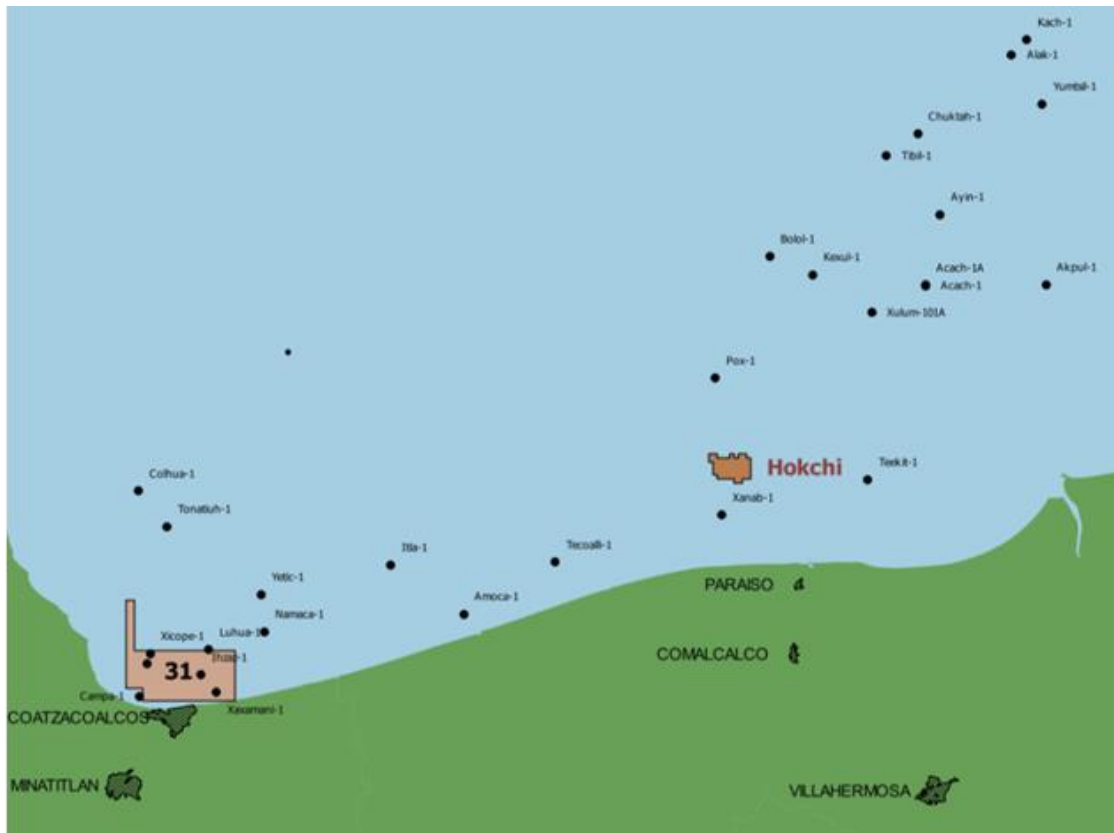 Kach-1
Alak-1
Yumbil-1
Chuktah-1
Tibil-1
Ayin-1
Bolol-1
Kexul-1
Acach-1A
Acach-1
Akpul-1
Xulum-101A
Pox-1
Hokchi
Teekit-1
Colhua-1
Xanab-1
Tonatiuh-1
Itla-1
Tecoalli-1
Yetic-1
PARAISO
Amoca-1
Namaca-1
Xicope-1
Luhua-1
COMALCALCO
31
Campa-1
Xaxamani-1
COATZACOALCOS
MINATITLAN
VILLAHERMOSA